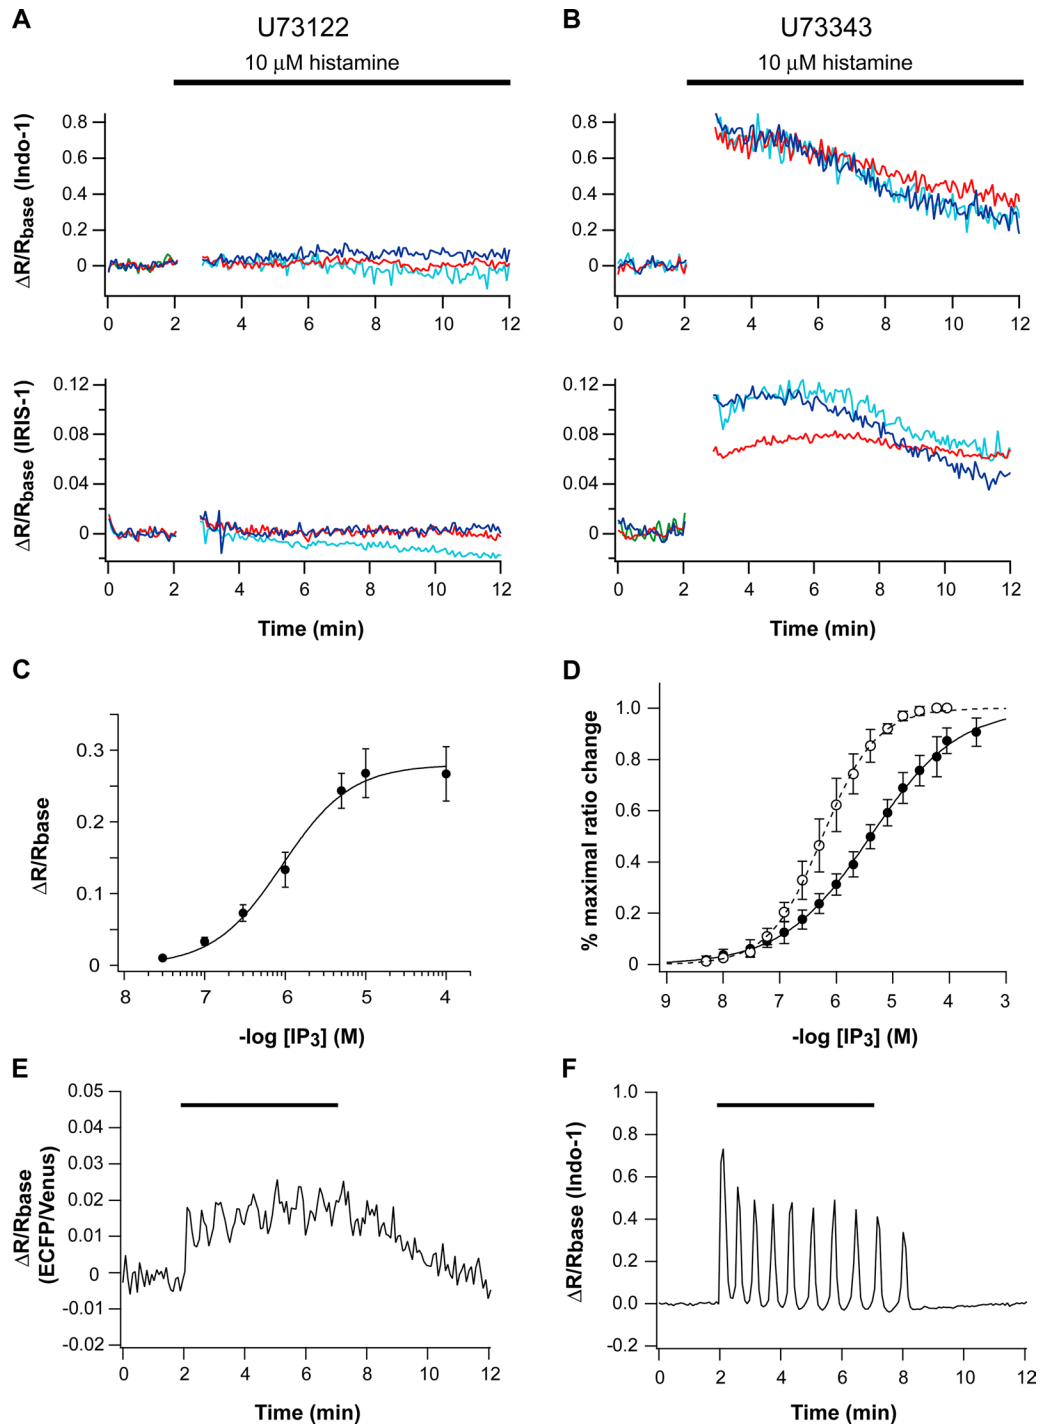 A
U73122
10 μM histamine
ΔR/Rbase (Indo-1)
0.8
0.6
0.4
0.2
0
0 2 4 6 8 10 12
ΔR/Rbase (IRIS-1)
0.12
0.08
0.04
0
0 2 4 6 8 10 12
Time (min)
B
U73343
10 μM histamine
0.8
0.6
0.4
0.2
0
0 2 4 6 8 10 12
0.12
0.08
0.04
0
0 2 4 6 8 10 12
Time (min)
C
ΔR/Rbase
0.3
0.2
0.1
0
8 7 6 5 4
-log [IP3] (M)
D
% maximal ratio change
1.0
0.8
0.6
0.4
0.2
0
9 8 7 6 5 4 3
-log [IP3] (M)
E
ΔR/Rbase
(ECFP/Venus)
0.05
0.04
0.03
0.02
0.01
0
-0.01
-0.02
0 2 4 6 8 10 12
Time (min)
F
ΔR/Rbase (Indo-1)
1.0
0.8
0.6
0.4
0.2
0.0
-0.2
0 2 4 6 8 10 12
Time (min)